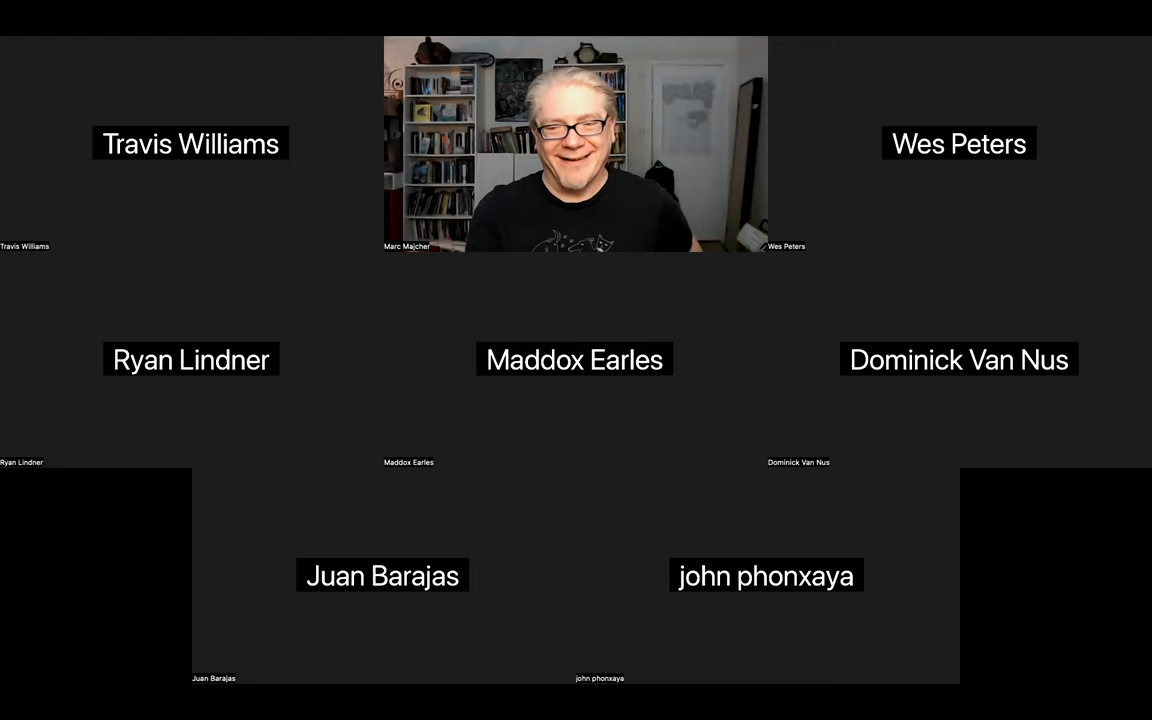 Travis Williams
Wes Peters
Travis Williams
Marc Majcher
Wes Peters
Ryan Lindner
Maddox Earles
Dominick Van Nus
Ryan Lindner
Maddox Earles
Dominick Van Nus
Juan Barajas
john phonxaya
Juan Barajas
john phonxaya